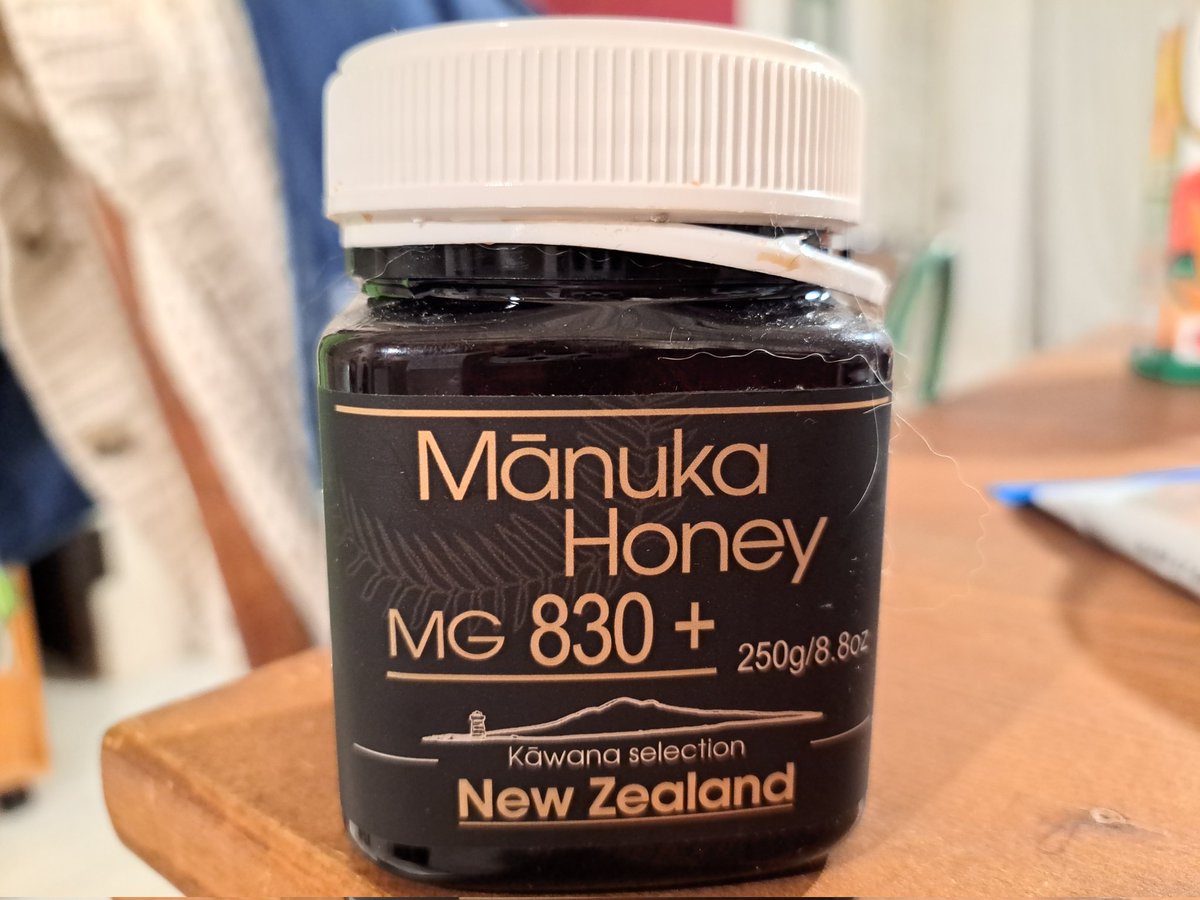 Mānuka
Honey
MG 830 +
250g/8.8oz
Kāwana selection
New Zealand